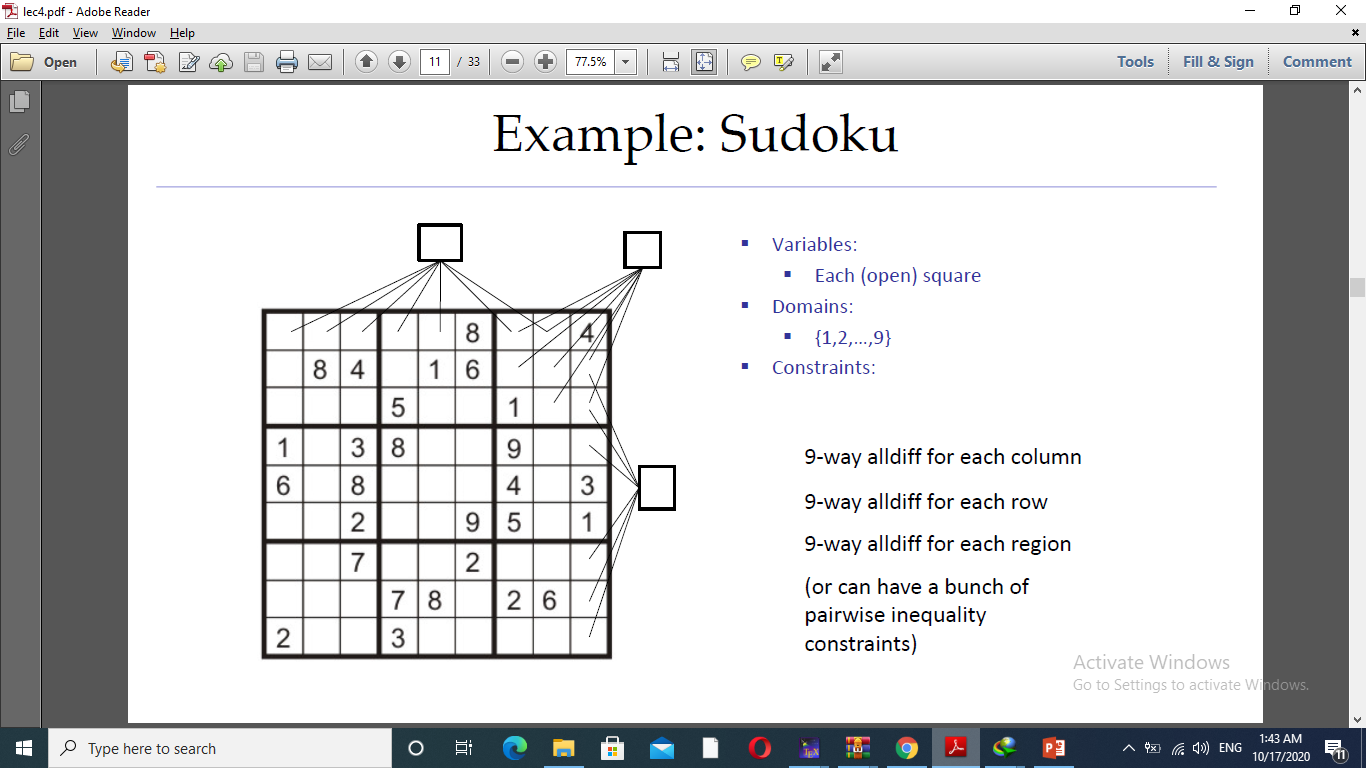 lec4.pdf - Adobe Reader
File Edit View Window Help
Open 11 / 33 77.5% Tools Fill & Sign Comment
Example: Sudoku
Variables:
Each (open) square
Domains:
{1,2,…,9}
Constraints:
9-way alldiff for each column
9-way alldiff for each row
9-way alldiff for each region
(or can have a bunch of
pairwise inequality
constraints)
8 4
8 4 1 6
5 1
1 3 8 9
6 8 4 3
2 9 5 1
7 2
7 8 2 6
2 3
Activate Windows
Go to Settings to activate Windows.
Type here to search
ENG
1:43 AM
10/17/2020
11